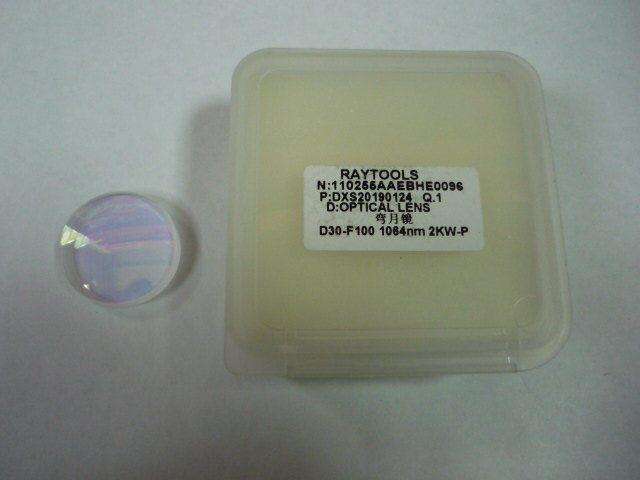 RAYTOOLS
N:110255AAEBHE0096
P:DXS20190124 Q.1
D:OPTICAL LENS
弯月镜
D30-F100 1064nm 2KW-P